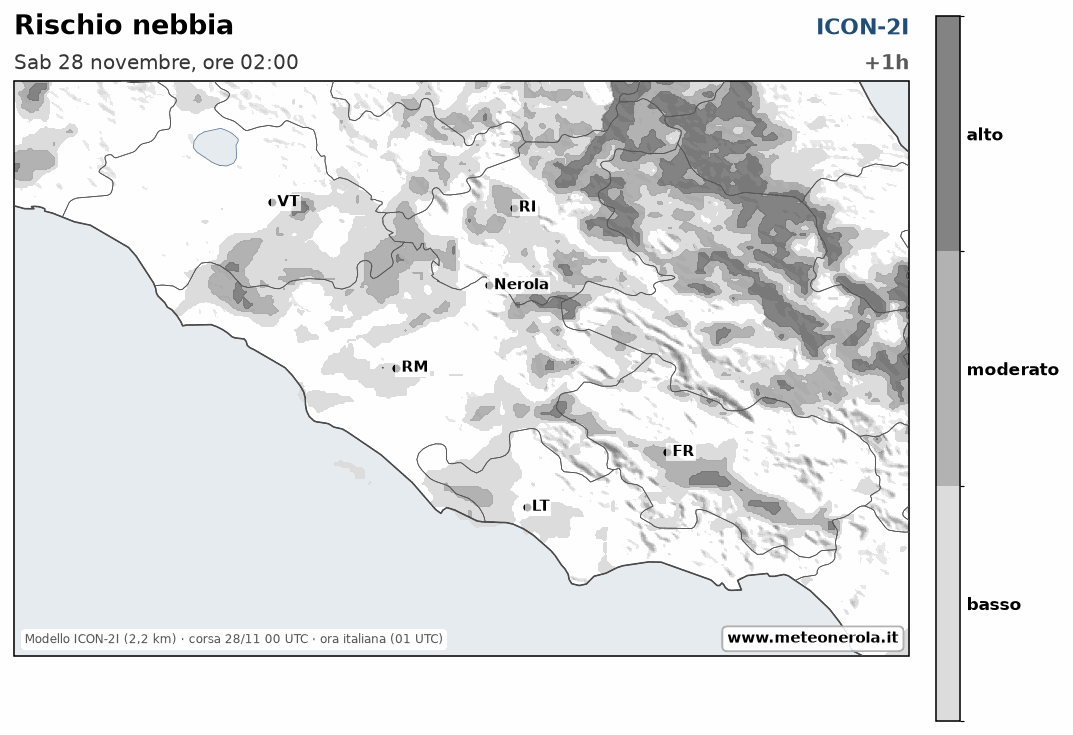 Rischio nebbia
ICON-2I
Sab 28 novembre, ore 02:00
+1h
alto
VT
RI
Nerola
moderato
RM
FR
LT
basso
Modello ICON-2I (2,2 km) · corsa 28/11 00 UTC · ora italiana (01 UTC)
www.meteonerola.it